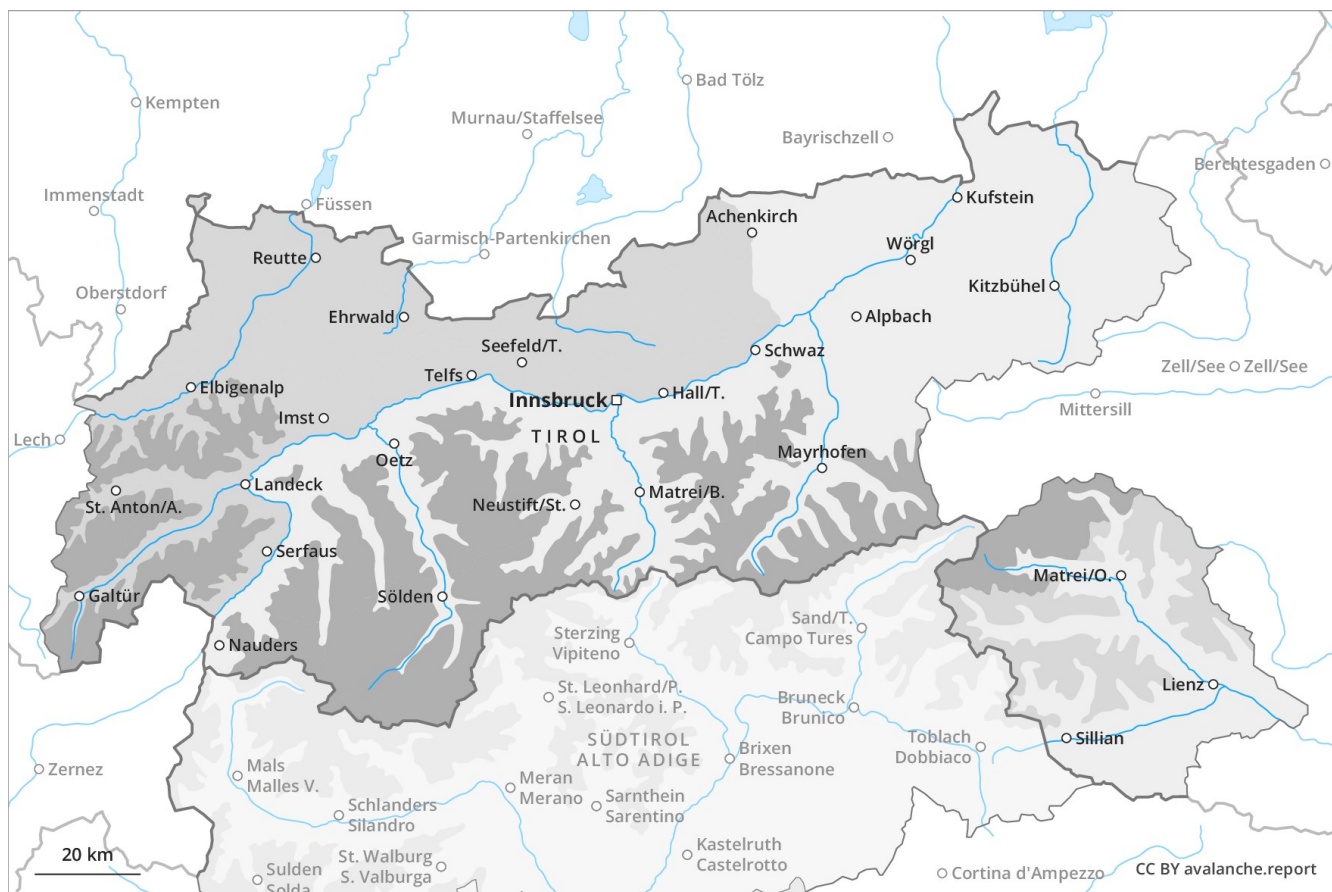 Kempten
Bad Tölz
Murnau/Staffelsee
Bayrischzell
Berchtesgaden
Immenstadt
Füssen
Kufstein
Achenkirch
Garmisch-Partenkirchen
Wörgl
Reutte
Kitzbühel
Oberstdorf
Ehrwald
Alpbach
Seefeld/T.
Schwaz
Zell/See
Zell/See
Telfs
Elbigenalp
Innsbruck
Hall/T.
Mittersill
Imst
TIROL
Lech
Oetz
Mayrhofen
Landeck
Matrei/B.
St. Anton/A.
Neustift/St.
Serfaus
Matrei/O.
Galtür
Sölden
Sand/T.
Campo Tures
Sterzing
Vipiteno
Nauders
Lienz
St. Leonhard/P.
S. Leonardo i. P.
Bruneck
Brunico
SÜDTIROL
ALTO ADIGE
Toblach
Dobbiaco
Sillian
Brixen
Bressanone
Zernez
Mals
Malles V.
Meran
Merano
Sarnthein
Sarentino
Schlanders
Silandro
Kastelruth
Castelrotto
20 km
St. Walburg
S. Valburga
Sulden
Solda
Cortina d'Ampezzo
CC BY avalanche.report